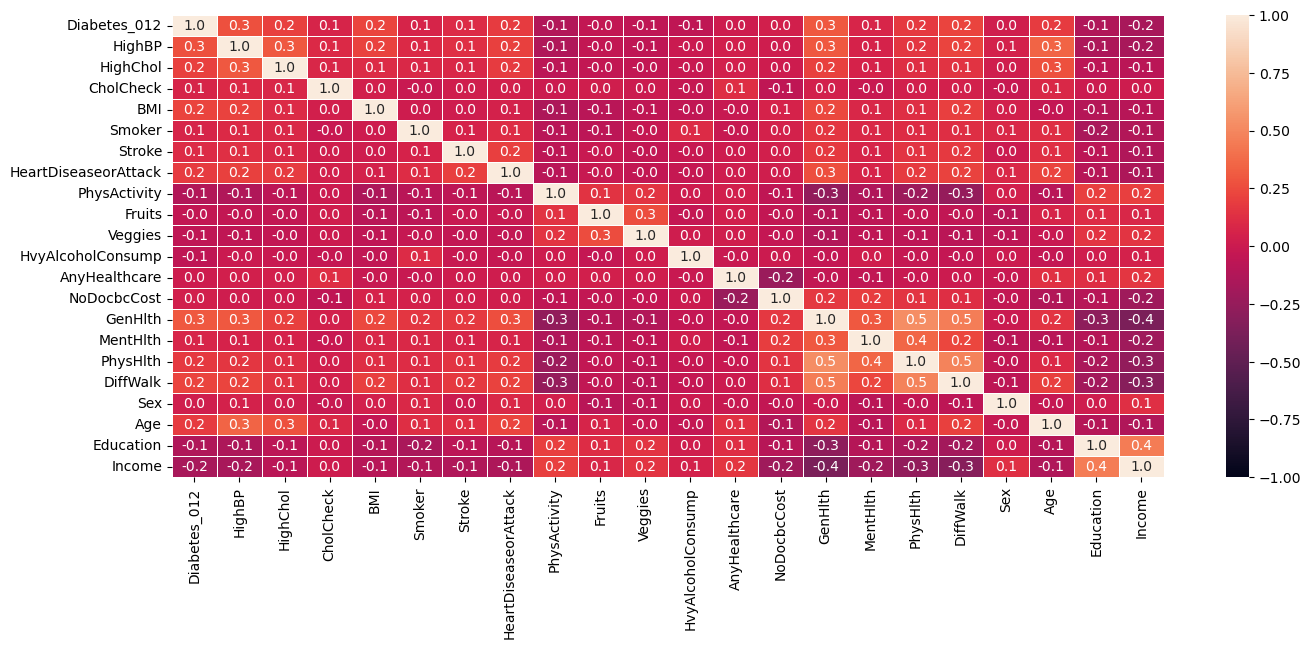 Diabetes_012 1.0 0.3 0.2 0.1 0.2 0.1 0.1 0.2 -0.1 -0.0 -0.1 -0.1 0.0 0.0 0.3 0.1 0.2 0.2 0.0 0.2 -0.1 -0.2 1.00
HighBP 0.3 1.0 0.3 0.1 0.2 0.1 0.1 0.2 -0.1 -0.0 -0.1 -0.0 0.0 0.0 0.3 0.1 0.2 0.2 0.1 0.3 -0.1 -0.2
HighChol 0.2 0.3 1.0 0.1 0.1 0.1 0.1 0.2 -0.1 -0.0 -0.0 -0.0 0.0 0.0 0.2 0.1 0.1 0.1 0.0 0.3 -0.1 -0.1
0.75
CholCheck 0.1 0.1 0.1 1.0 0.0 -0.0 0.0 0.0 0.0 0.0 0.0 -0.0 0.1 -0.1 0.0 -0.0 0.0 0.0 -0.0 0.1 0.0 0.0
BMI 0.2 0.2 0.1 0.0 1.0 0.0 0.0 0.1 -0.1 -0.1 -0.1 -0.0 -0.0 0.1 0.2 0.1 0.1 0.2 0.0 -0.0 -0.1 -0.1
Smoker 0.1 0.1 0.1 -0.0 0.0 1.0 0.1 0.1 -0.1 -0.1 -0.0 0.1 -0.0 0.0 0.2 0.1 0.1 0.1 0.1 0.1 -0.2 -0.1
0.50
Stroke 0.1 0.1 0.1 0.0 0.0 0.1 1.0 0.2 -0.1 -0.0 -0.0 -0.0 0.0 0.0 0.2 0.1 0.1 0.2 0.0 0.1 -0.1 -0.1
HeartDiseaseorAttack 0.2 0.2 0.2 0.0 0.1 0.1 0.2 1.0 -0.1 -0.0 -0.0 -0.0 0.0 0.0 0.3 0.1 0.2 0.2 0.1 0.2 -0.1 -0.1
0.25
PhysActivity -0.1 -0.1 -0.1 0.0 -0.1 -0.1 -0.1 -0.1 1.0 0.1 0.2 0.0 0.0 -0.1 -0.3 -0.1 -0.2 -0.3 0.0 -0.1 0.2 0.2
Fruits -0.0 -0.0 -0.0 0.0 -0.1 -0.1 -0.0 -0.0 0.1 1.0 0.3 -0.0 0.0 -0.0 -0.1 -0.1 -0.0 -0.0 -0.1 0.1 0.1 0.1
Veggies -0.1 -0.1 -0.0 0.0 -0.1 -0.0 -0.0 -0.0 0.2 0.3 1.0 0.0 0.0 -0.0 -0.1 -0.1 -0.1 -0.1 -0.1 -0.0 0.2 0.2
0.00
HvyAlcoholConsump -0.1 -0.0 -0.0 -0.0 -0.0 0.1 -0.0 -0.0 0.0 -0.0 0.0 1.0 -0.0 0.0 -0.0 0.0 -0.0 -0.0 0.0 -0.0 0.0 0.1
AnyHealthcare 0.0 0.0 0.0 0.1 -0.0 -0.0 0.0 0.0 0.0 0.0 0.0 -0.0 1.0 -0.2 -0.0 -0.1 -0.0 0.0 -0.0 0.1 0.1 0.2
NoDocbcCost 0.0 0.0 0.0 -0.1 0.1 0.0 0.0 0.0 -0.1 -0.0 -0.0 0.0 -0.2 1.0 0.2 0.2 0.1 0.1 -0.0 -0.1 -0.1 -0.2
−0.25
GenHlth 0.3 0.3 0.2 0.0 0.2 0.2 0.2 0.3 -0.3 -0.1 -0.1 -0.0 -0.0 0.2 1.0 0.3 0.5 0.5 -0.0 0.2 -0.3 -0.4
MentHlth 0.1 0.1 0.1 -0.0 0.1 0.1 0.1 0.1 -0.1 -0.1 -0.1 0.0 -0.1 0.2 0.3 1.0 0.4 0.2 -0.1 -0.1 -0.1 -0.2
PhysHlth 0.2 0.2 0.1 0.0 0.1 0.1 0.1 0.2 -0.2 -0.0 -0.1 -0.0 -0.0 0.1 0.5 0.4 1.0 0.5 -0.0 0.1 -0.2 -0.3
−0.50
DiffWalk 0.2 0.2 0.1 0.0 0.2 0.1 0.2 0.2 -0.3 -0.0 -0.1 -0.0 0.0 0.1 0.5 0.2 0.5 1.0 -0.1 0.2 -0.2 -0.3
Sex 0.0 0.1 0.0 -0.0 0.0 0.1 0.0 0.1 0.0 -0.1 -0.1 0.0 -0.0 -0.0 -0.0 -0.1 -0.0 -0.1 1.0 -0.0 0.0 0.1
−0.75
Age 0.2 0.3 0.3 0.1 -0.0 0.1 0.1 0.2 -0.1 0.1 -0.0 -0.0 0.1 -0.1 0.2 -0.1 0.1 0.2 -0.0 1.0 -0.1 -0.1
Education -0.1 -0.1 -0.1 0.0 -0.1 -0.2 -0.1 -0.1 0.2 0.1 0.2 0.0 0.1 -0.1 -0.3 -0.1 -0.2 -0.2 0.0 -0.1 1.0 0.4
Income -0.2 -0.2 -0.1 0.0 -0.1 -0.1 -0.1 -0.1 0.2 0.1 0.2 0.1 0.2 -0.2 -0.4 -0.2 -0.3 -0.3 0.1 -0.1 0.4 1.0
−1.00
Diabetes_012
HighBP
HighChol
CholCheck
BMI
Smoker
Stroke
HeartDiseaseorAttack
PhysActivity
Fruits
Veggies
HvyAlcoholConsump
AnyHealthcare
NoDocbcCost
GenHlth
MentHlth
PhysHlth
DiffWalk
Sex
Age
Education
Income